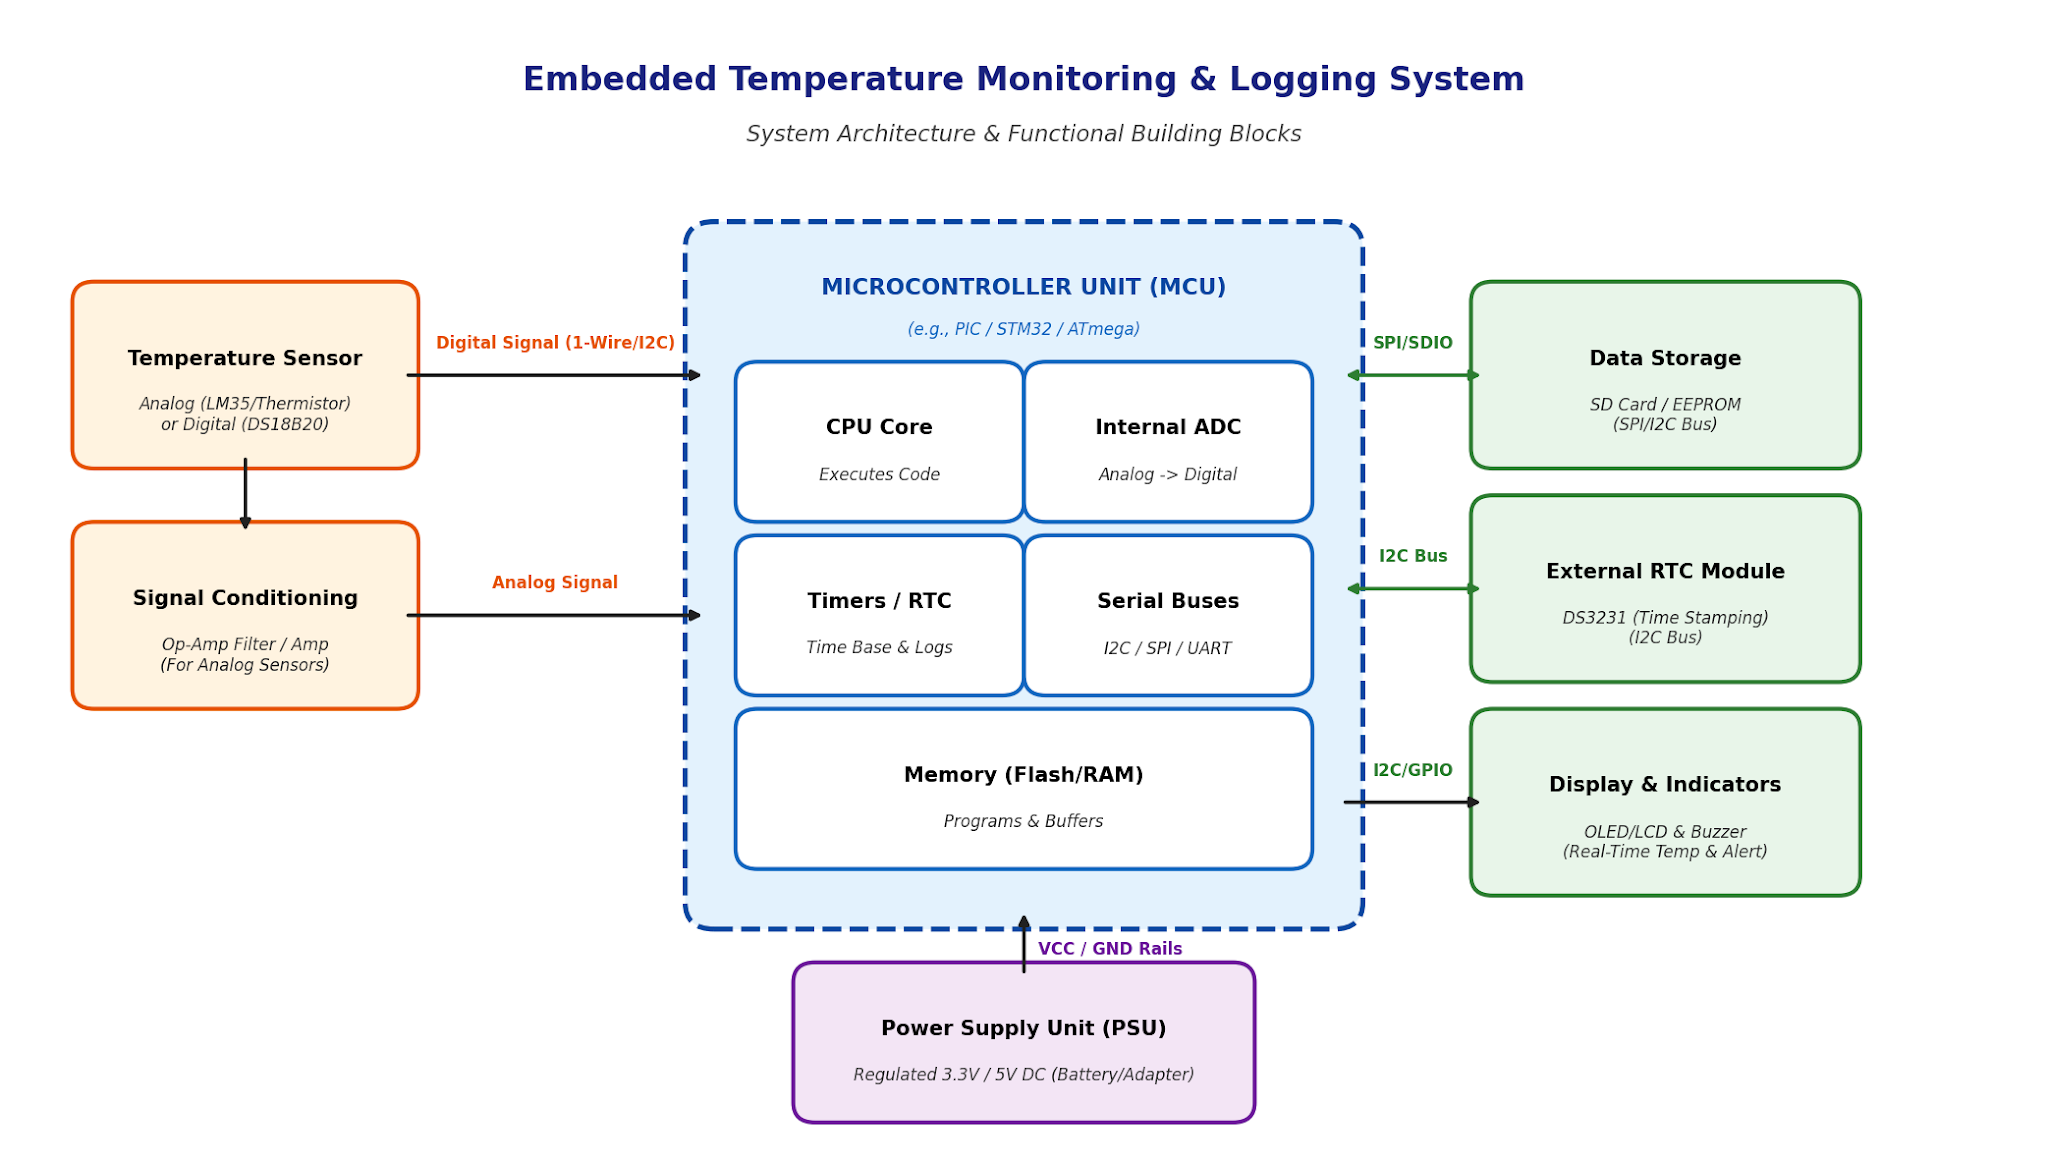 Embedded Temperature Monitoring & Logging System
System Architecture & Functional Building Blocks
Temperature Sensor
Analog (LM35/Thermistor)
or Digital (DS18B20)
Digital Signal (1-Wire/I2C)
Signal Conditioning
Op-Amp Filter / Amp
(For Analog Sensors)
Analog Signal
MICROCONTROLLER UNIT (MCU)
(e.g., PIC / STM32 / ATmega)
CPU Core
Executes Code
Internal ADC
Analog -> Digital
Timers / RTC
Time Base & Logs
Serial Buses
I2C / SPI / UART
Memory (Flash/RAM)
Programs & Buffers
SPI/SDIO
Data Storage
SD Card / EEPROM
(SPI/I2C Bus)
I2C Bus
External RTC Module
DS3231 (Time Stamping)
(I2C Bus)
I2C/GPIO
Display & Indicators
OLED/LCD & Buzzer
(Real-Time Temp & Alert)
VCC / GND Rails
Power Supply Unit (PSU)
Regulated 3.3V / 5V DC (Battery/Adapter)